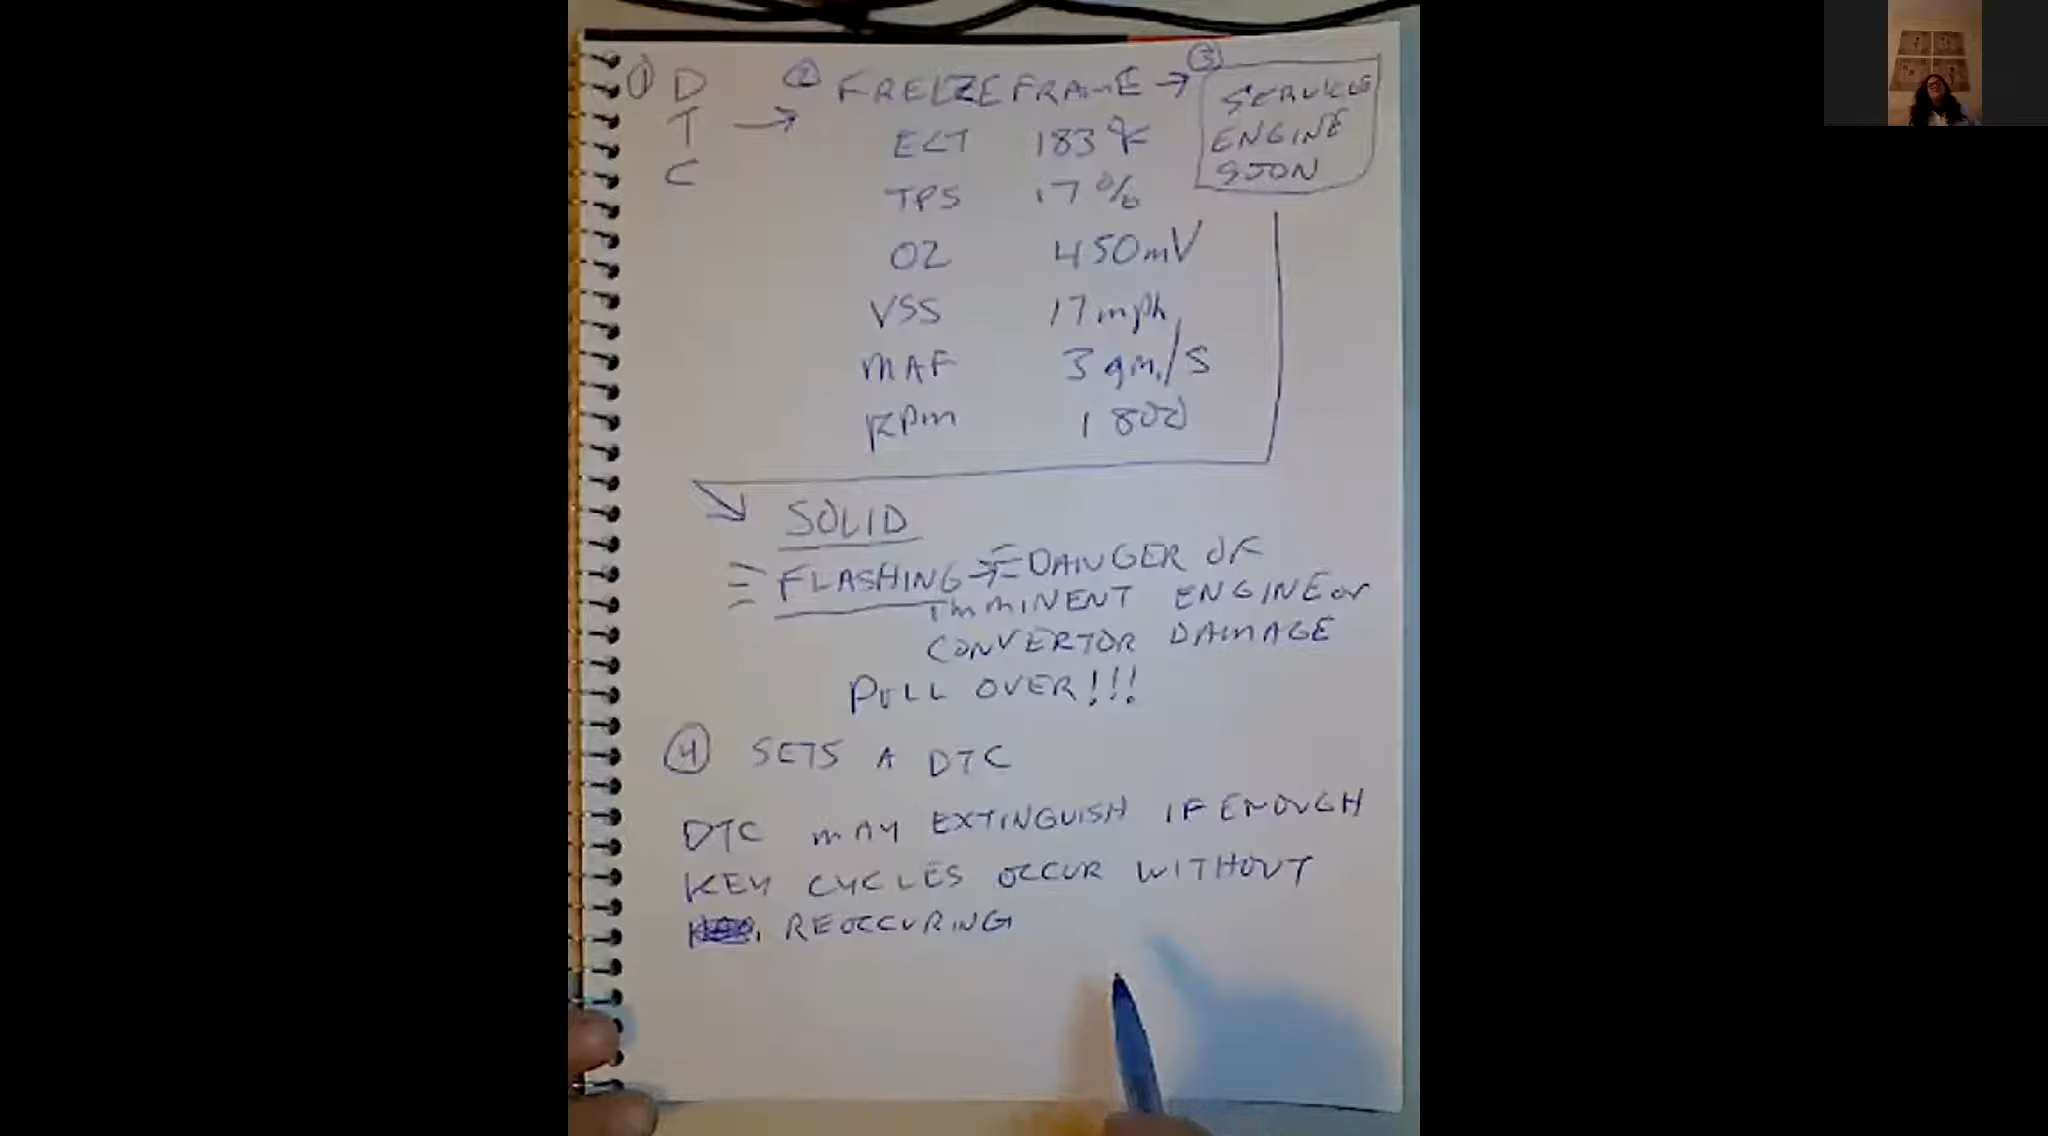 ① D T C → ② FREEZE FRAME → ③ SERVICE ENGINE SOON
ECT 183 °F
TPS 17 %
O2 450mV
VSS 17mph
MAF 3 gm./S
RPM 1800
SOLID
FLASHING → DANGER OF
IMMINENT ENGINE or
CONVERTOR DAMAGE
PULL OVER!!!
④ SETS A DTC
DTC MAY EXTINGUISH IF ENOUGH
KEY CYCLES OCCUR WITHOUT
REOCCURING